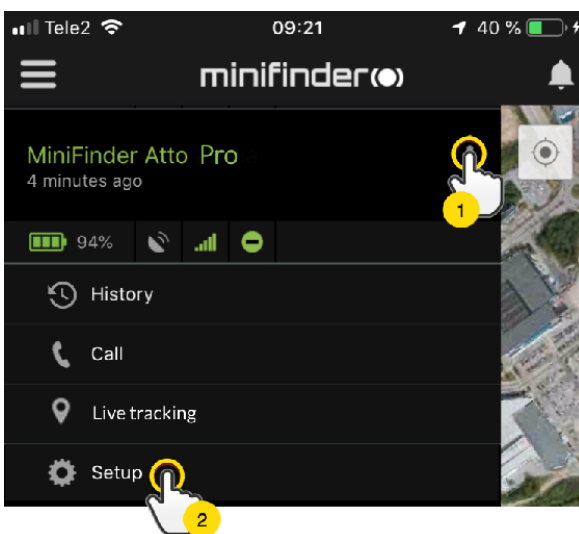 Tele2 09:21 40 %
minifinder
MiniFinder Atto Pro
4 minutes ago
1
94%
History
Call
Live tracking
Setup
2